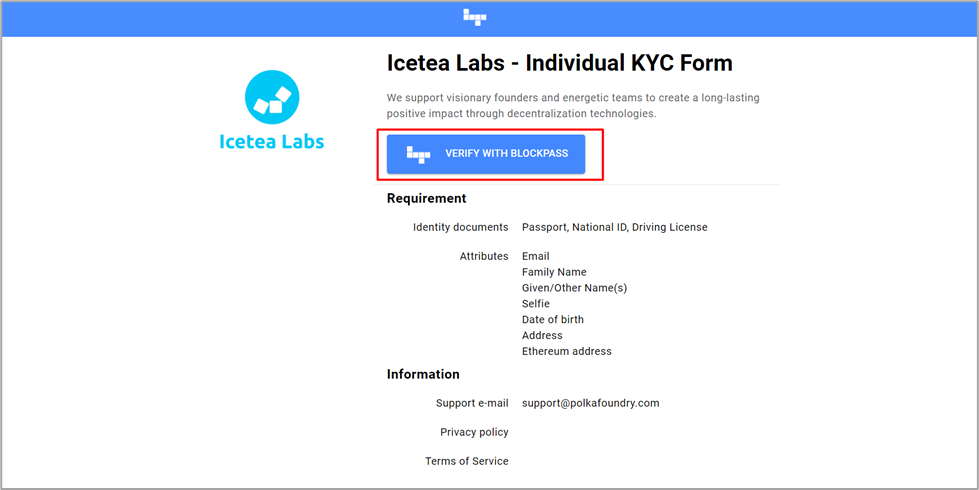 Icetea Labs - Individual KYC Form
Icetea Labs
We support visionary founders and energetic teams to create a long-lasting
positive impact through decentralization technologies.
VERIFY WITH BLOCKPASS
Requirement
Identity documents Passport, National ID, Driving License
Attributes Email
Family Name
Given/Other Name(s)
Selfie
Date of birth
Address
Ethereum address
Information
Support e-mail support@polkafoundry.com
Privacy policy
Terms of Service